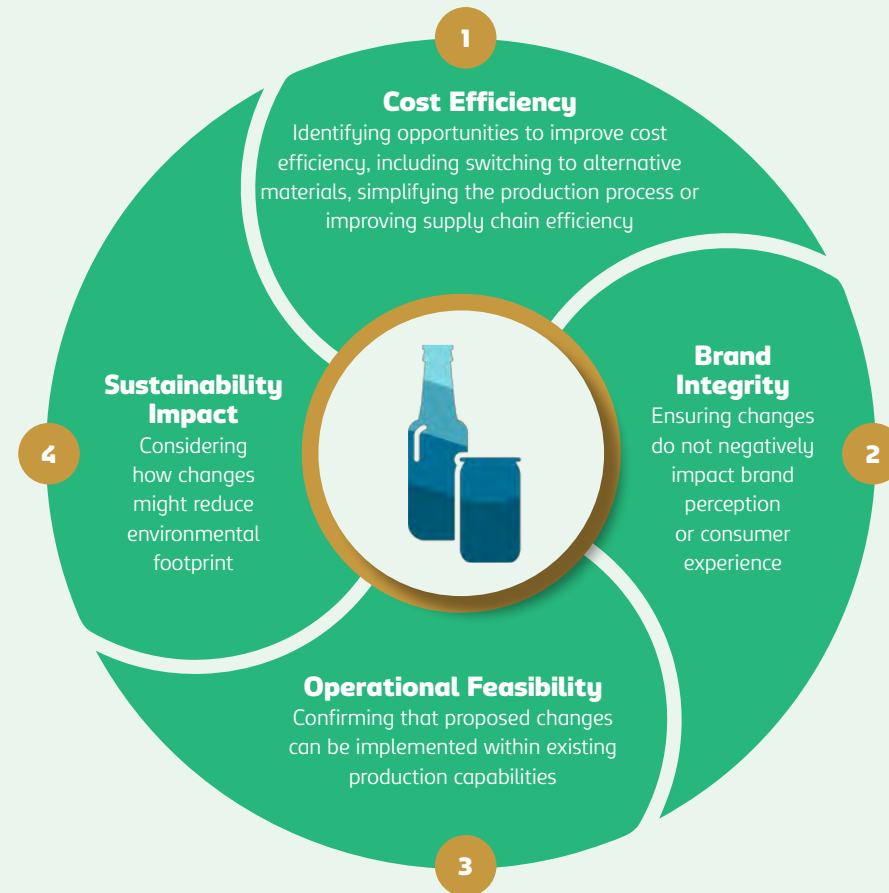 1
Cost Efficiency
Identifying opportunities to improve cost
efficiency, including switching to alternative
materials, simplifying the production process or
improving supply chain efficiency
2
Brand
Integrity
Ensuring changes
do not negatively
impact brand
perception
or consumer
experience
3
Operational Feasibility
Confirming that proposed changes
can be implemented within existing
production capabilities
4
Sustainability
Impact
Considering
how changes
might reduce
environmental
footprint